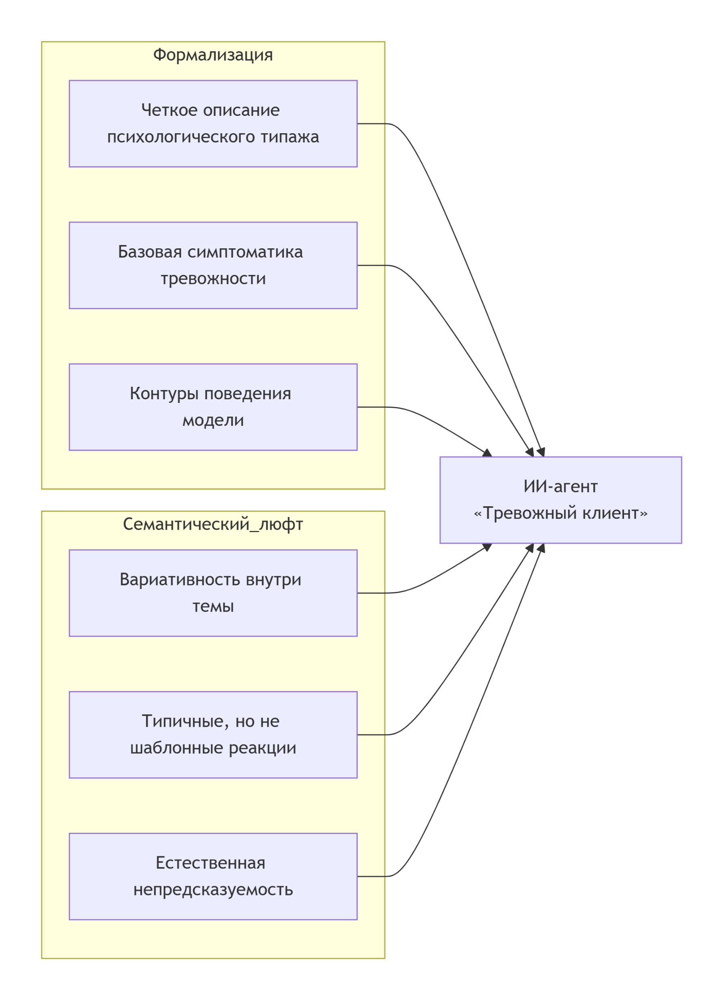 Формализация
Четкое описание
психологического типажа
Базовая симптоматика
тревожности
Контуры поведения
модели
ИИ-агент
«Тревожный клиент»
Семантический_люфт
Вариативность внутри
темы
Типичные, но не
шаблонные реакции
Естественная
непредсказуемость